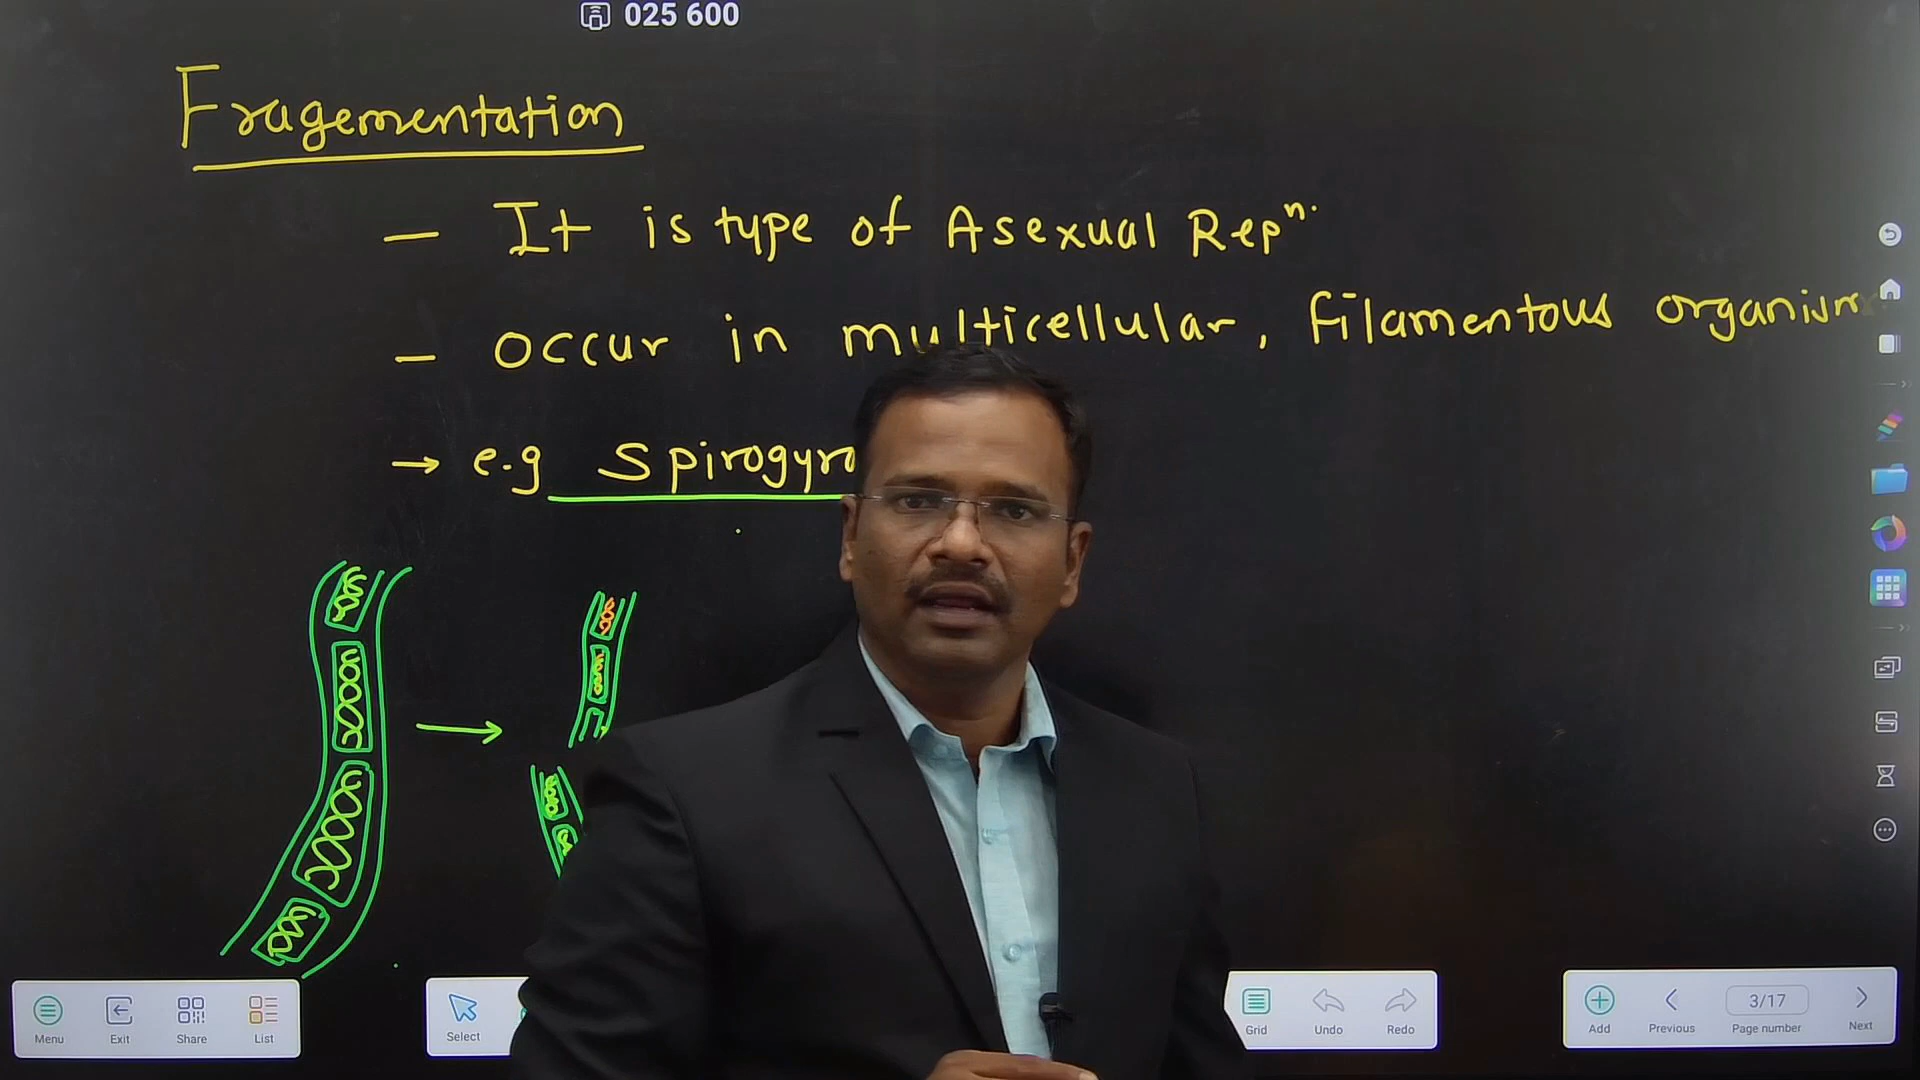 025 600
Fragementation
— It is type of Asexual Repⁿ.
— occur in multicellular, filamentous organism
→ e.g Spirogyra
Menu Exit Share List Select Grid Undo Redo Add Previous 3/17 Page number Next